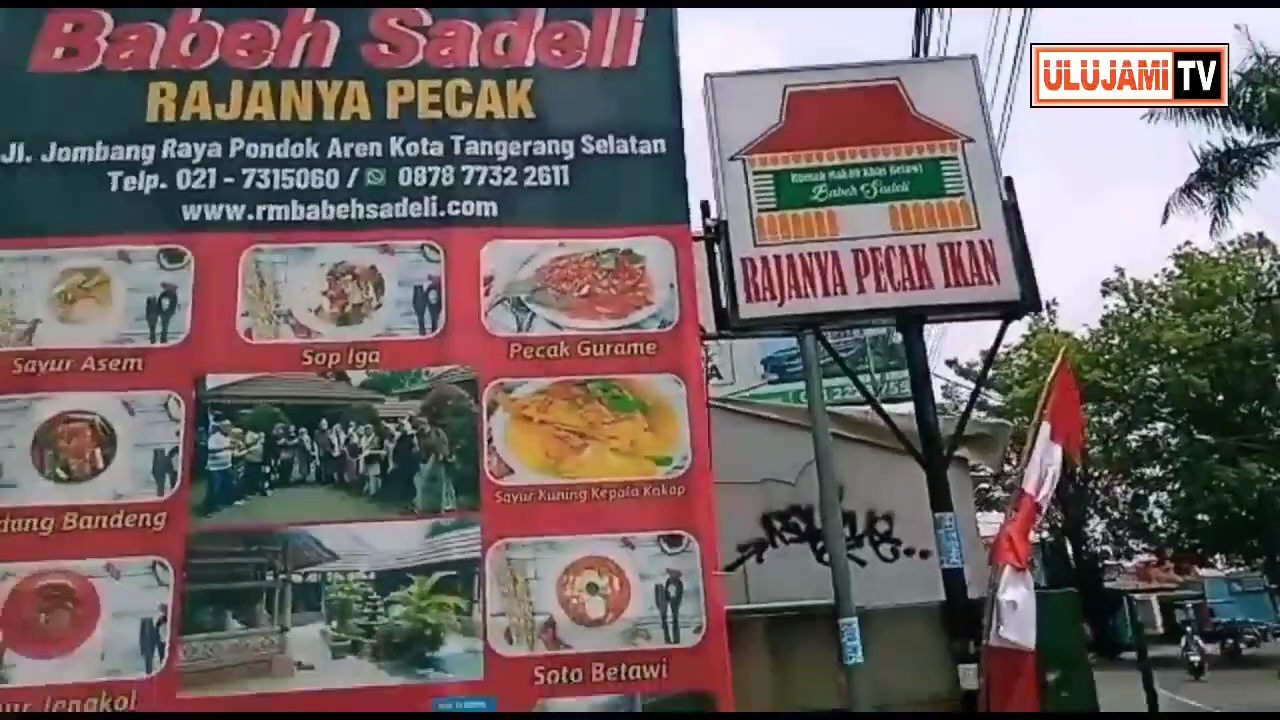 Babeh Sadeli
RAJANYA PECAK
Jl. Jombang Raya Pondok Aren Kota Tangerang Selatan
Telp. 021 - 7315060 / 0878 7732 2611
www.rmbabehsadeli.com
Sayur Asem
Sop Iga
Pecak Gurame
Bandeng
Sayur Kuning Kepala Kakap
Soto Betawi
Jengkol
Rumah Makan Khas Betawi
Babeh Sadeli
RAJANYA PECAK IKAN
ULUJAMI TV